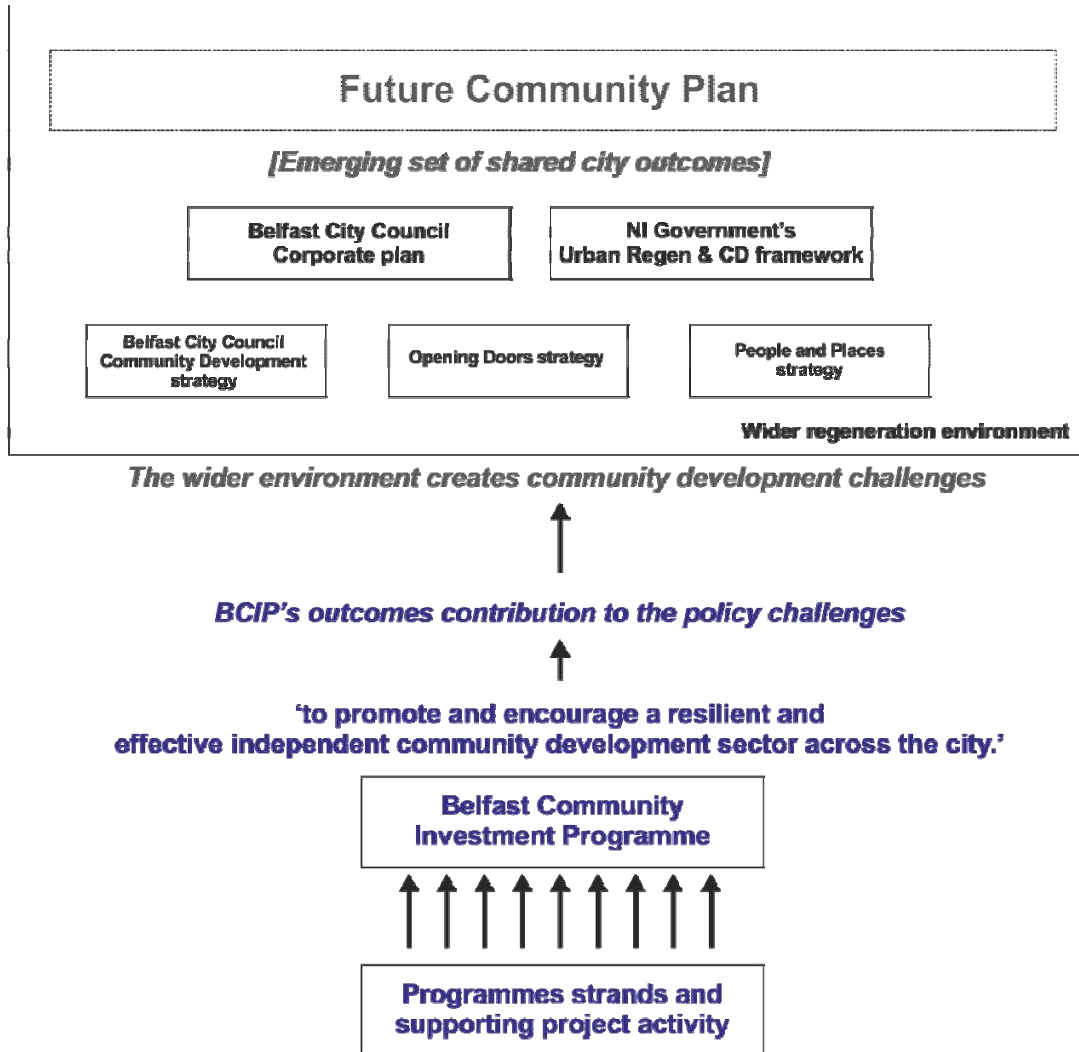 Future Community Plan
[Emerging set of shared city outcomes]
Belfast City Council
Corporate plan
NI Government's
Urban Regen & CD framework
Belfast City Council
Community Development
strategy
Opening Doors strategy
People and Places
strategy
Wider regeneration environment
The wider environment creates community development challenges
BCIP's outcomes contribution to the policy challenges
‘to promote and encourage a resilient and
effective independent community development sector across the city.’
Belfast Community
Investment Programme
Programmes strands and
supporting project activity